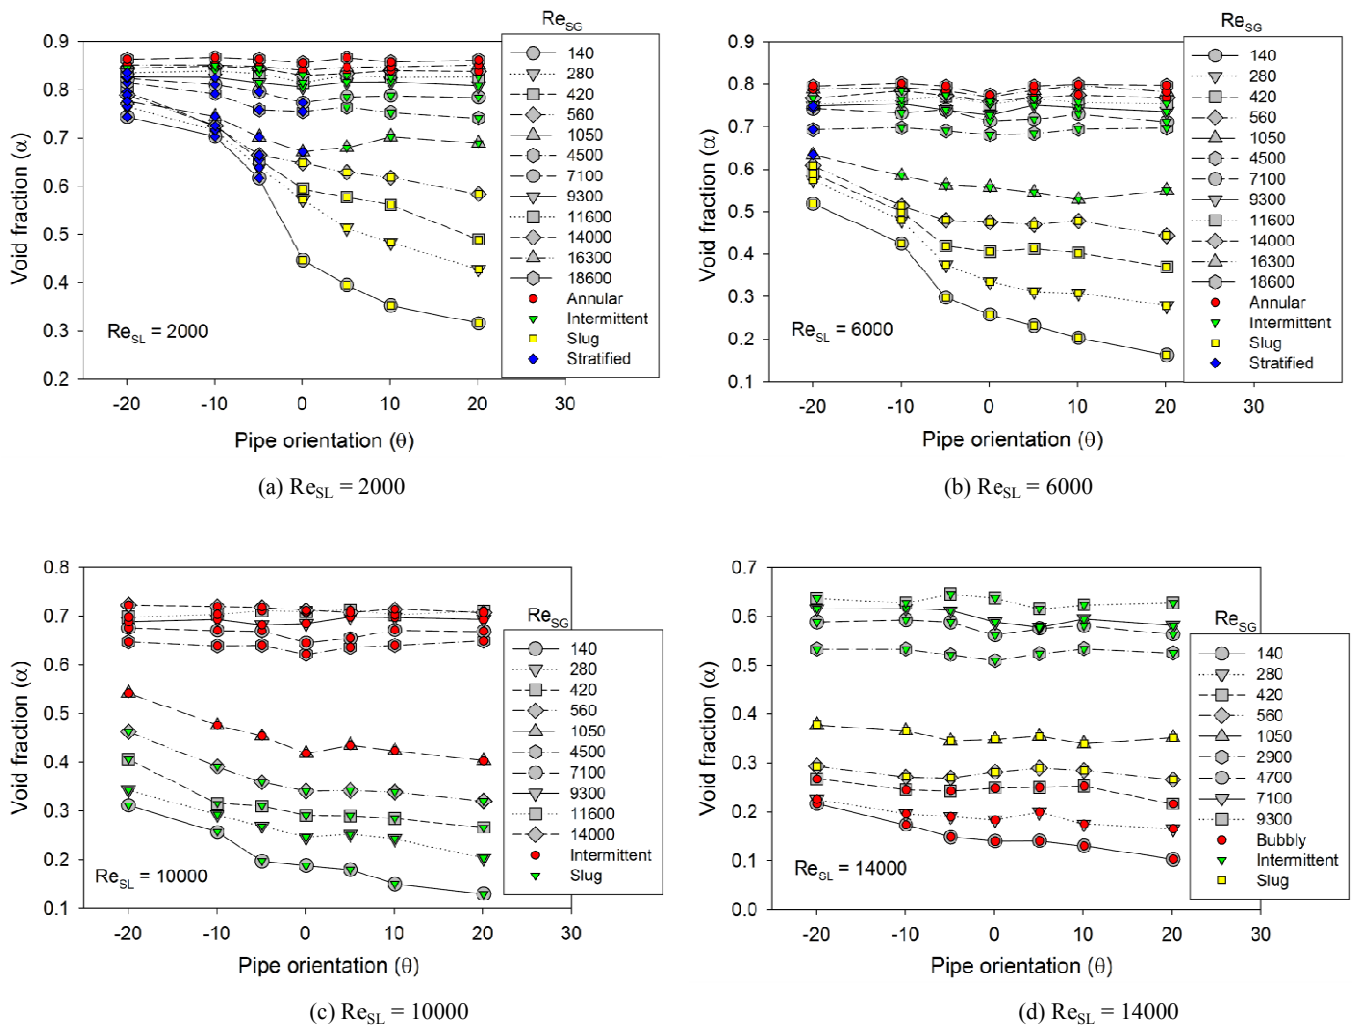 Re_SG
0.9
0.8
0.7
0.6
0.5
0.4
0.3
0.2
Void fraction (α)
140
280
420
560
1050
4500
7100
9300
11600
14000
16300
18600
Annular
Intermittent
Slug
Stratified
Re_SL = 2000
-20 -10 0 10 20 30
Pipe orientation (θ)
(a) Re_SL = 2000
Re_SG
0.9
0.8
0.7
0.6
0.5
0.4
0.3
0.2
0.1
Void fraction (α)
140
280
420
560
1050
4500
7100
9300
11600
14000
16300
18600
Annular
Intermittent
Slug
Stratified
Re_SL = 6000
-20 -10 0 10 20 30
Pipe orientation (θ)
(b) Re_SL = 6000
0.8
0.7
0.6
0.5
0.4
0.3
0.2
0.1
Void fraction (α)
Re_SG
140
280
420
560
1050
4500
7100
9300
11600
14000
Intermittent
Slug
Re_SL = 10000
-20 -10 0 10 20 30
Pipe orientation (θ)
(c) Re_SL = 10000
0.7
0.6
0.5
0.4
0.3
0.2
0.1
0.0
Void fraction (α)
Re_SG
140
280
420
560
1050
2900
4700
7100
9300
Bubbly
Intermittent
Slug
Re_SL = 14000
-20 -10 0 10 20 30
Pipe orientation (θ)
(d) Re_SL = 14000